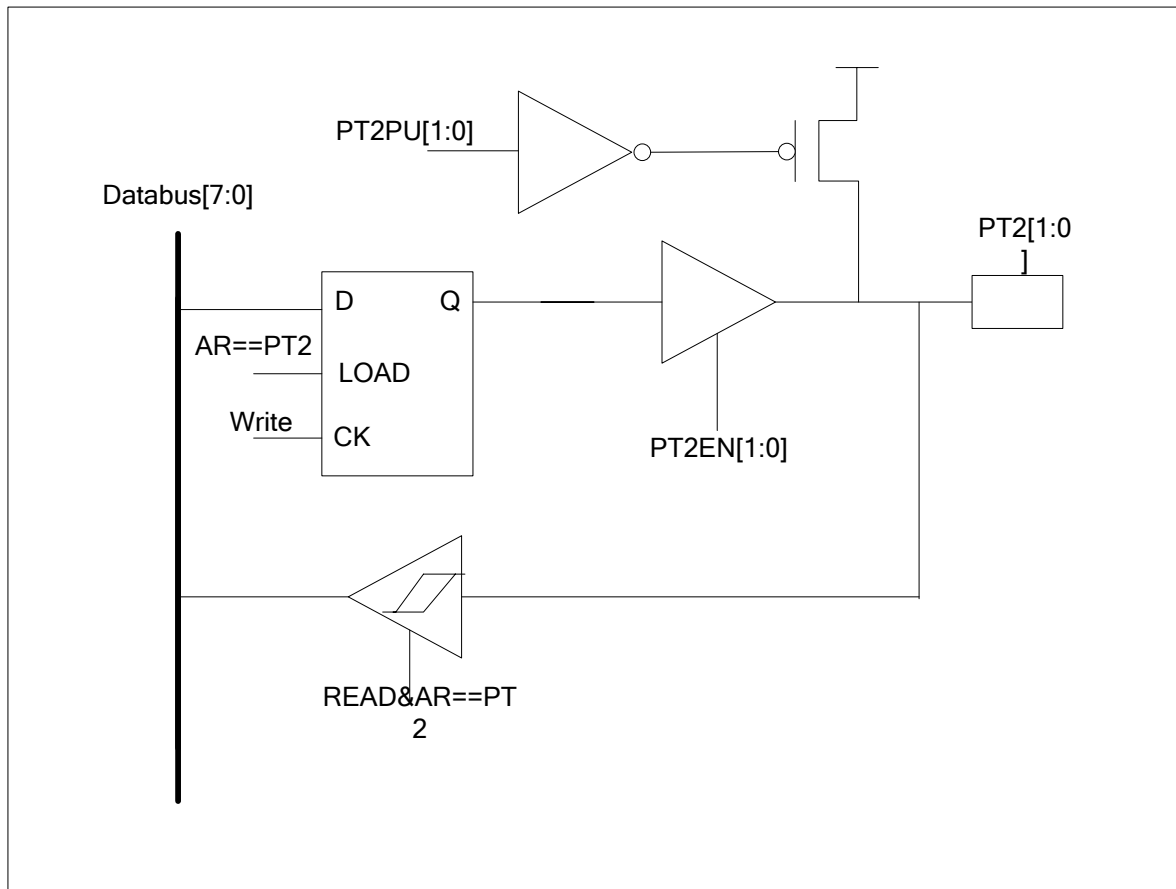 PT2PU[1:0]
Databus[7:0]
PT2[1:0
]
D
Q
AR==PT2
LOAD
Write
CK
PT2EN[1:0]
READ&AR==PT
2